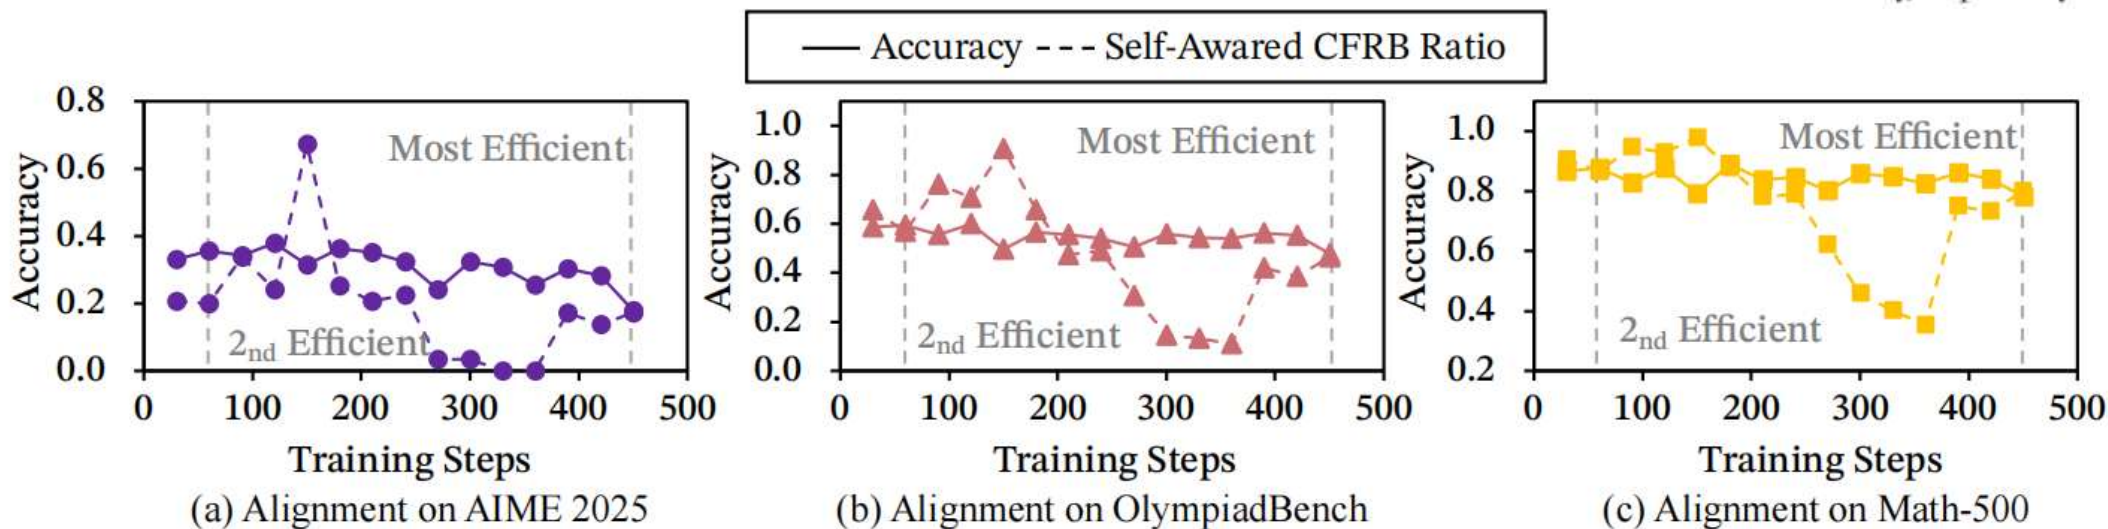 Accuracy Self-Awared CFRB Ratio
0.8
0.6
0.4
0.2
0.0
Accuracy
Most Efficient
2nd Efficient
0 100 200 300 400 500
Training Steps
(a) Alignment on AIME 2025
1.0
0.8
0.6
0.4
0.2
0.0
Accuracy
Most Efficient
2nd Efficient
0 100 200 300 400 500
Training Steps
(b) Alignment on OlympiadBench
1.0
0.8
0.6
0.4
0.2
Accuracy
Most Efficient
2nd Efficient
0 100 200 300 400 500
Training Steps
(c) Alignment on Math-500